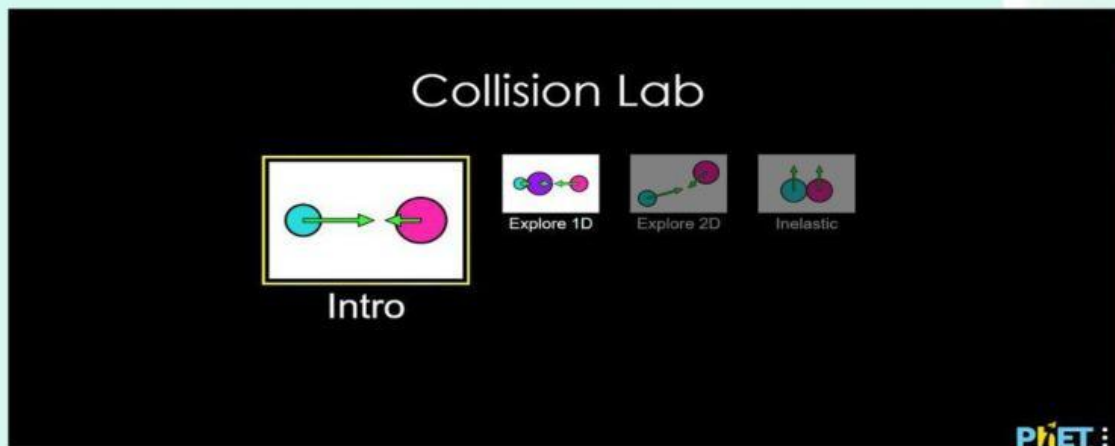 Collision Lab
Intro
Explore 1D
Explore 2D
Inelastic
PhET